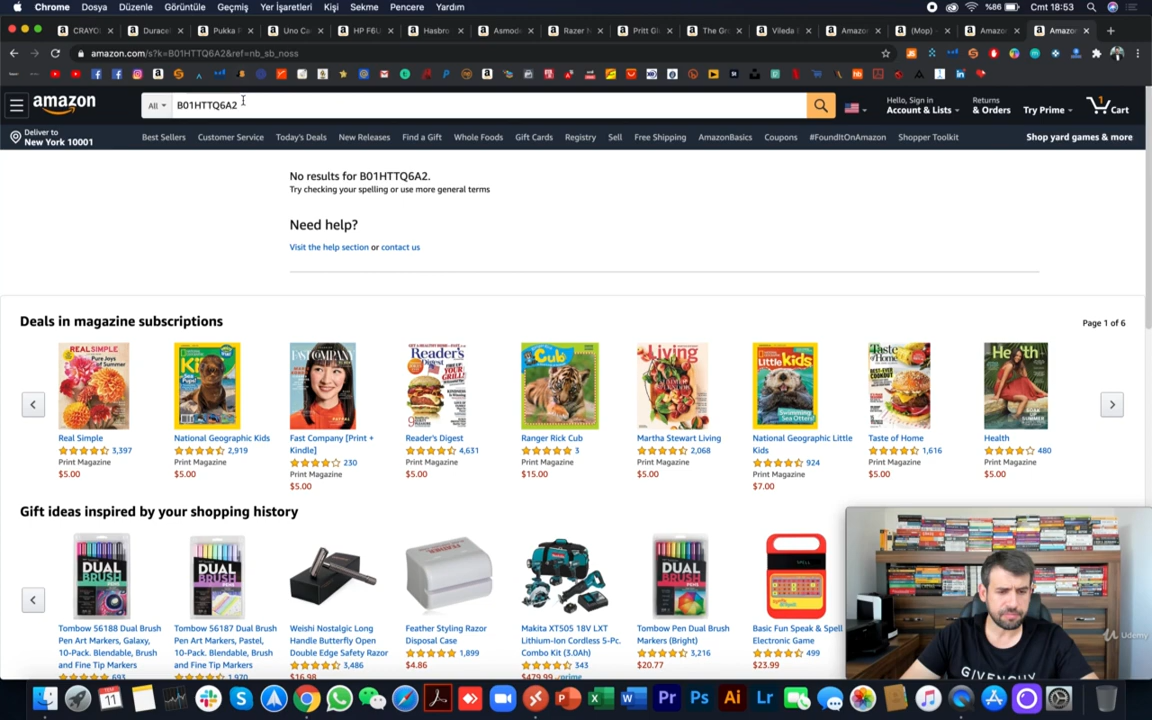 Chrome Dosya Düzenle Görüntüle Geçmiş Yer İşaretleri Kişi Sekme Pencere Yardım %86 Cmt 18:53
CRAYO Durace Pukka Uno Ca HP F6U Hasbro Asmod Razer Pritt Gl The Gr Vileda Amazo (Mop) Amazo Amazo
amazon.com/s?k=B01HTTQ6A2&ref=nb_sb_noss
amazon All B01HTTQ6A2 Hello, Sign in Account & Lists Returns & Orders Try Prime 1 Cart
Deliver to
New York 10001
Best Sellers Customer Service Today's Deals New Releases Find a Gift Whole Foods Gift Cards Registry Sell Free Shipping AmazonBasics Coupons #FoundItOnAmazon Shopper Toolkit Shop yard games & more
No results for B01HTTQ6A2.
Try checking your spelling or use more general terms
Need help?
Visit the help section or contact us
Deals in magazine subscriptions
Page 1 of 6
Real Simple
3,397
Print Magazine
$5.00
National Geographic Kids
2,919
Print Magazine
$5.00
Fast Company [Print +
Kindle]
230
Print Magazine
$5.00
Reader's Digest
4,631
Print Magazine
$5.00
Ranger Rick Cub
3
Print Magazine
$15.00
Martha Stewart Living
2,068
Print Magazine
$5.00
National Geographic Little
Kids
924
Print Magazine
$7.00
Taste of Home
1,616
Print Magazine
$5.00
Health
480
Print Magazine
$5.00
Gift ideas inspired by your shopping history
Tombow 56188 Dual Brush
Pen Art Markers, Galaxy,
10-Pack. Blendable, Brush
and Fine Tip Markers
693
Tombow 56187 Dual Brush
Pen Art Markers, Pastel,
10-Pack. Blendable, Brush
and Fine Tip Markers
1,970
Weishi Nostalgic Long
Handle Butterfly Open
Double Edge Safety Razor
3,486
$16.98
Feather Styling Razor
Disposal Case
1,899
$4.86
Makita XT505 18V LXT
Lithium-Ion Cordless 5-Pc.
Combo Kit (3.0Ah)
343
$479.99
Tombow Pen Dual Brush
Markers (Bright)
3,216
$20.77
Basic Fun Speak & Spell
Electronic Game
499
$23.99
GIVENCHY
Udemy